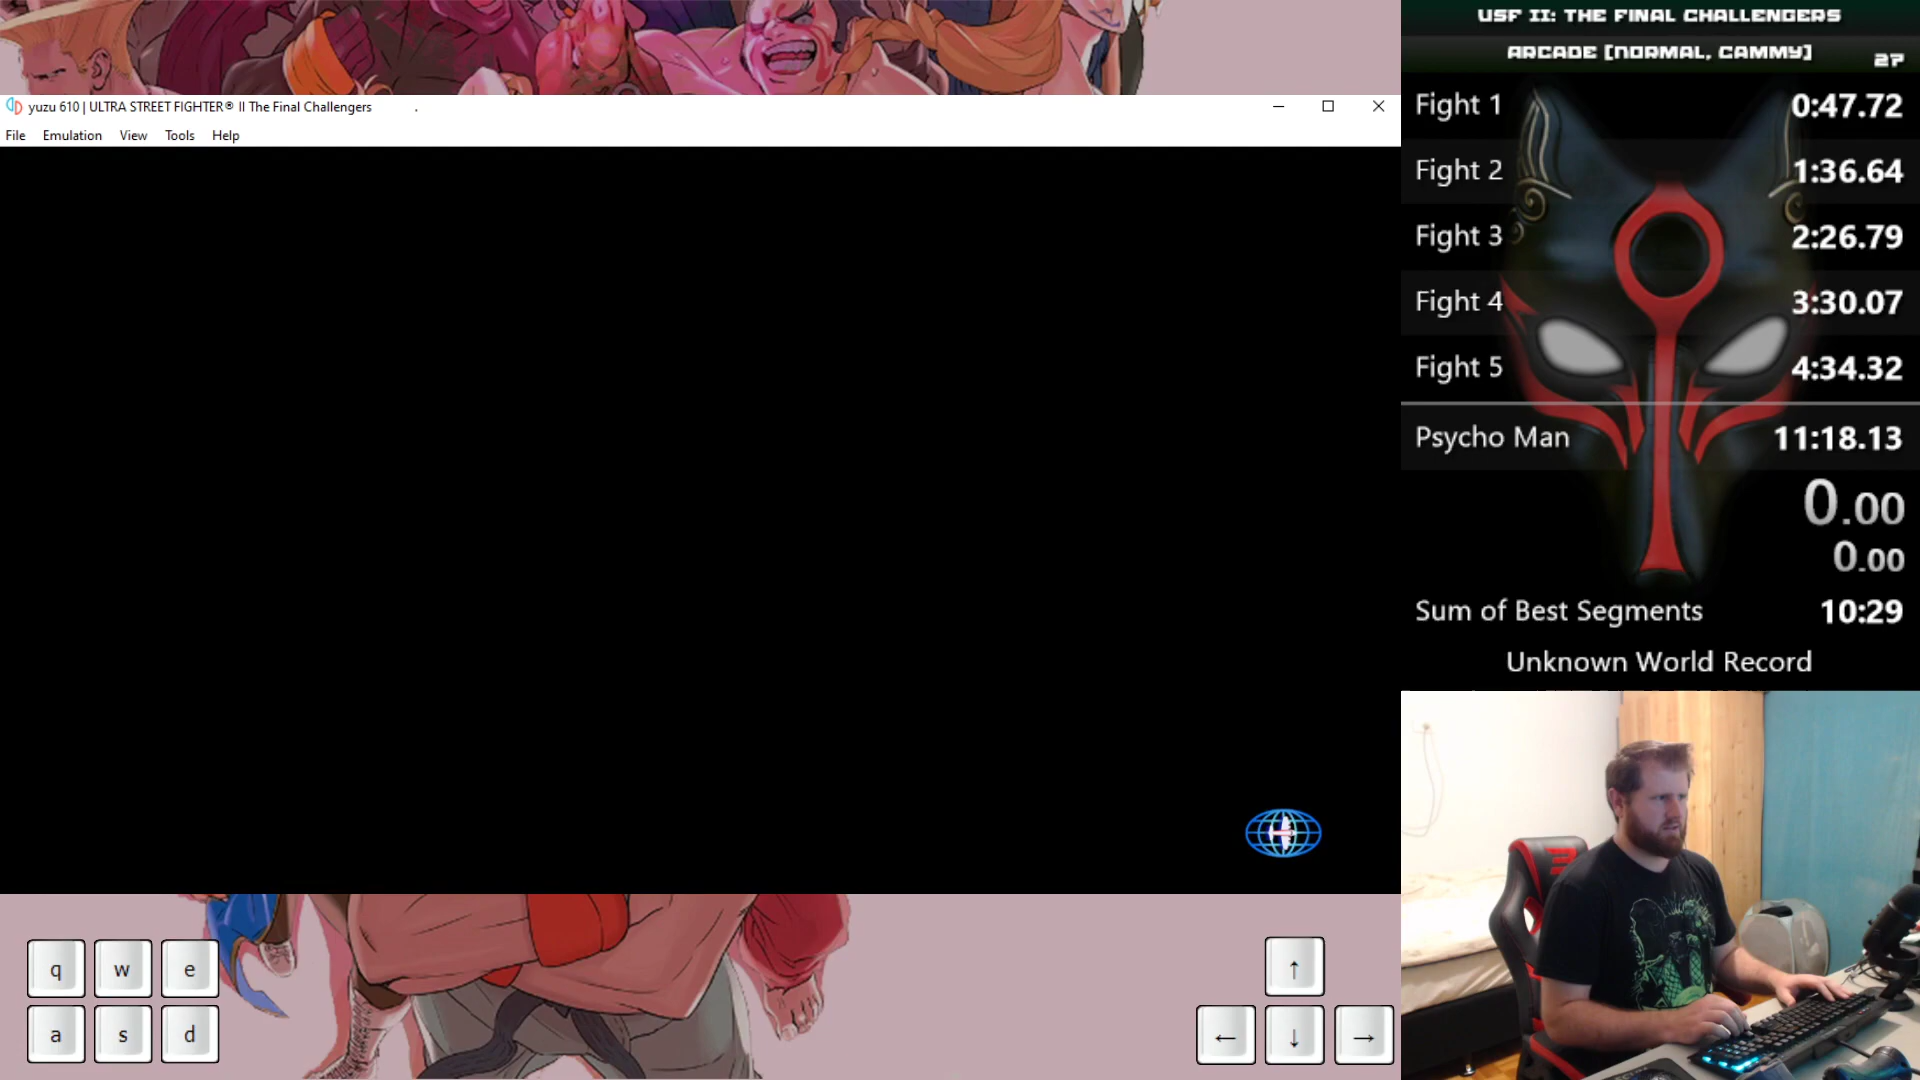 USF II: THE FINAL CHALLENGERS
ARCADE [NORMAL, CAMMY]
27
yuzu 610 | ULTRA STREET FIGHTER® II The Final Challengers
File Emulation View Tools Help
Fight 1 0:47.72
Fight 2 1:36.64
Fight 3 2:26.79
Fight 4 3:30.07
Fight 5 4:34.32
Psycho Man 11:18.13
0.00
0.00
Sum of Best Segments 10:29
Unknown World Record
q w e
↑
a s d
← ↓ →